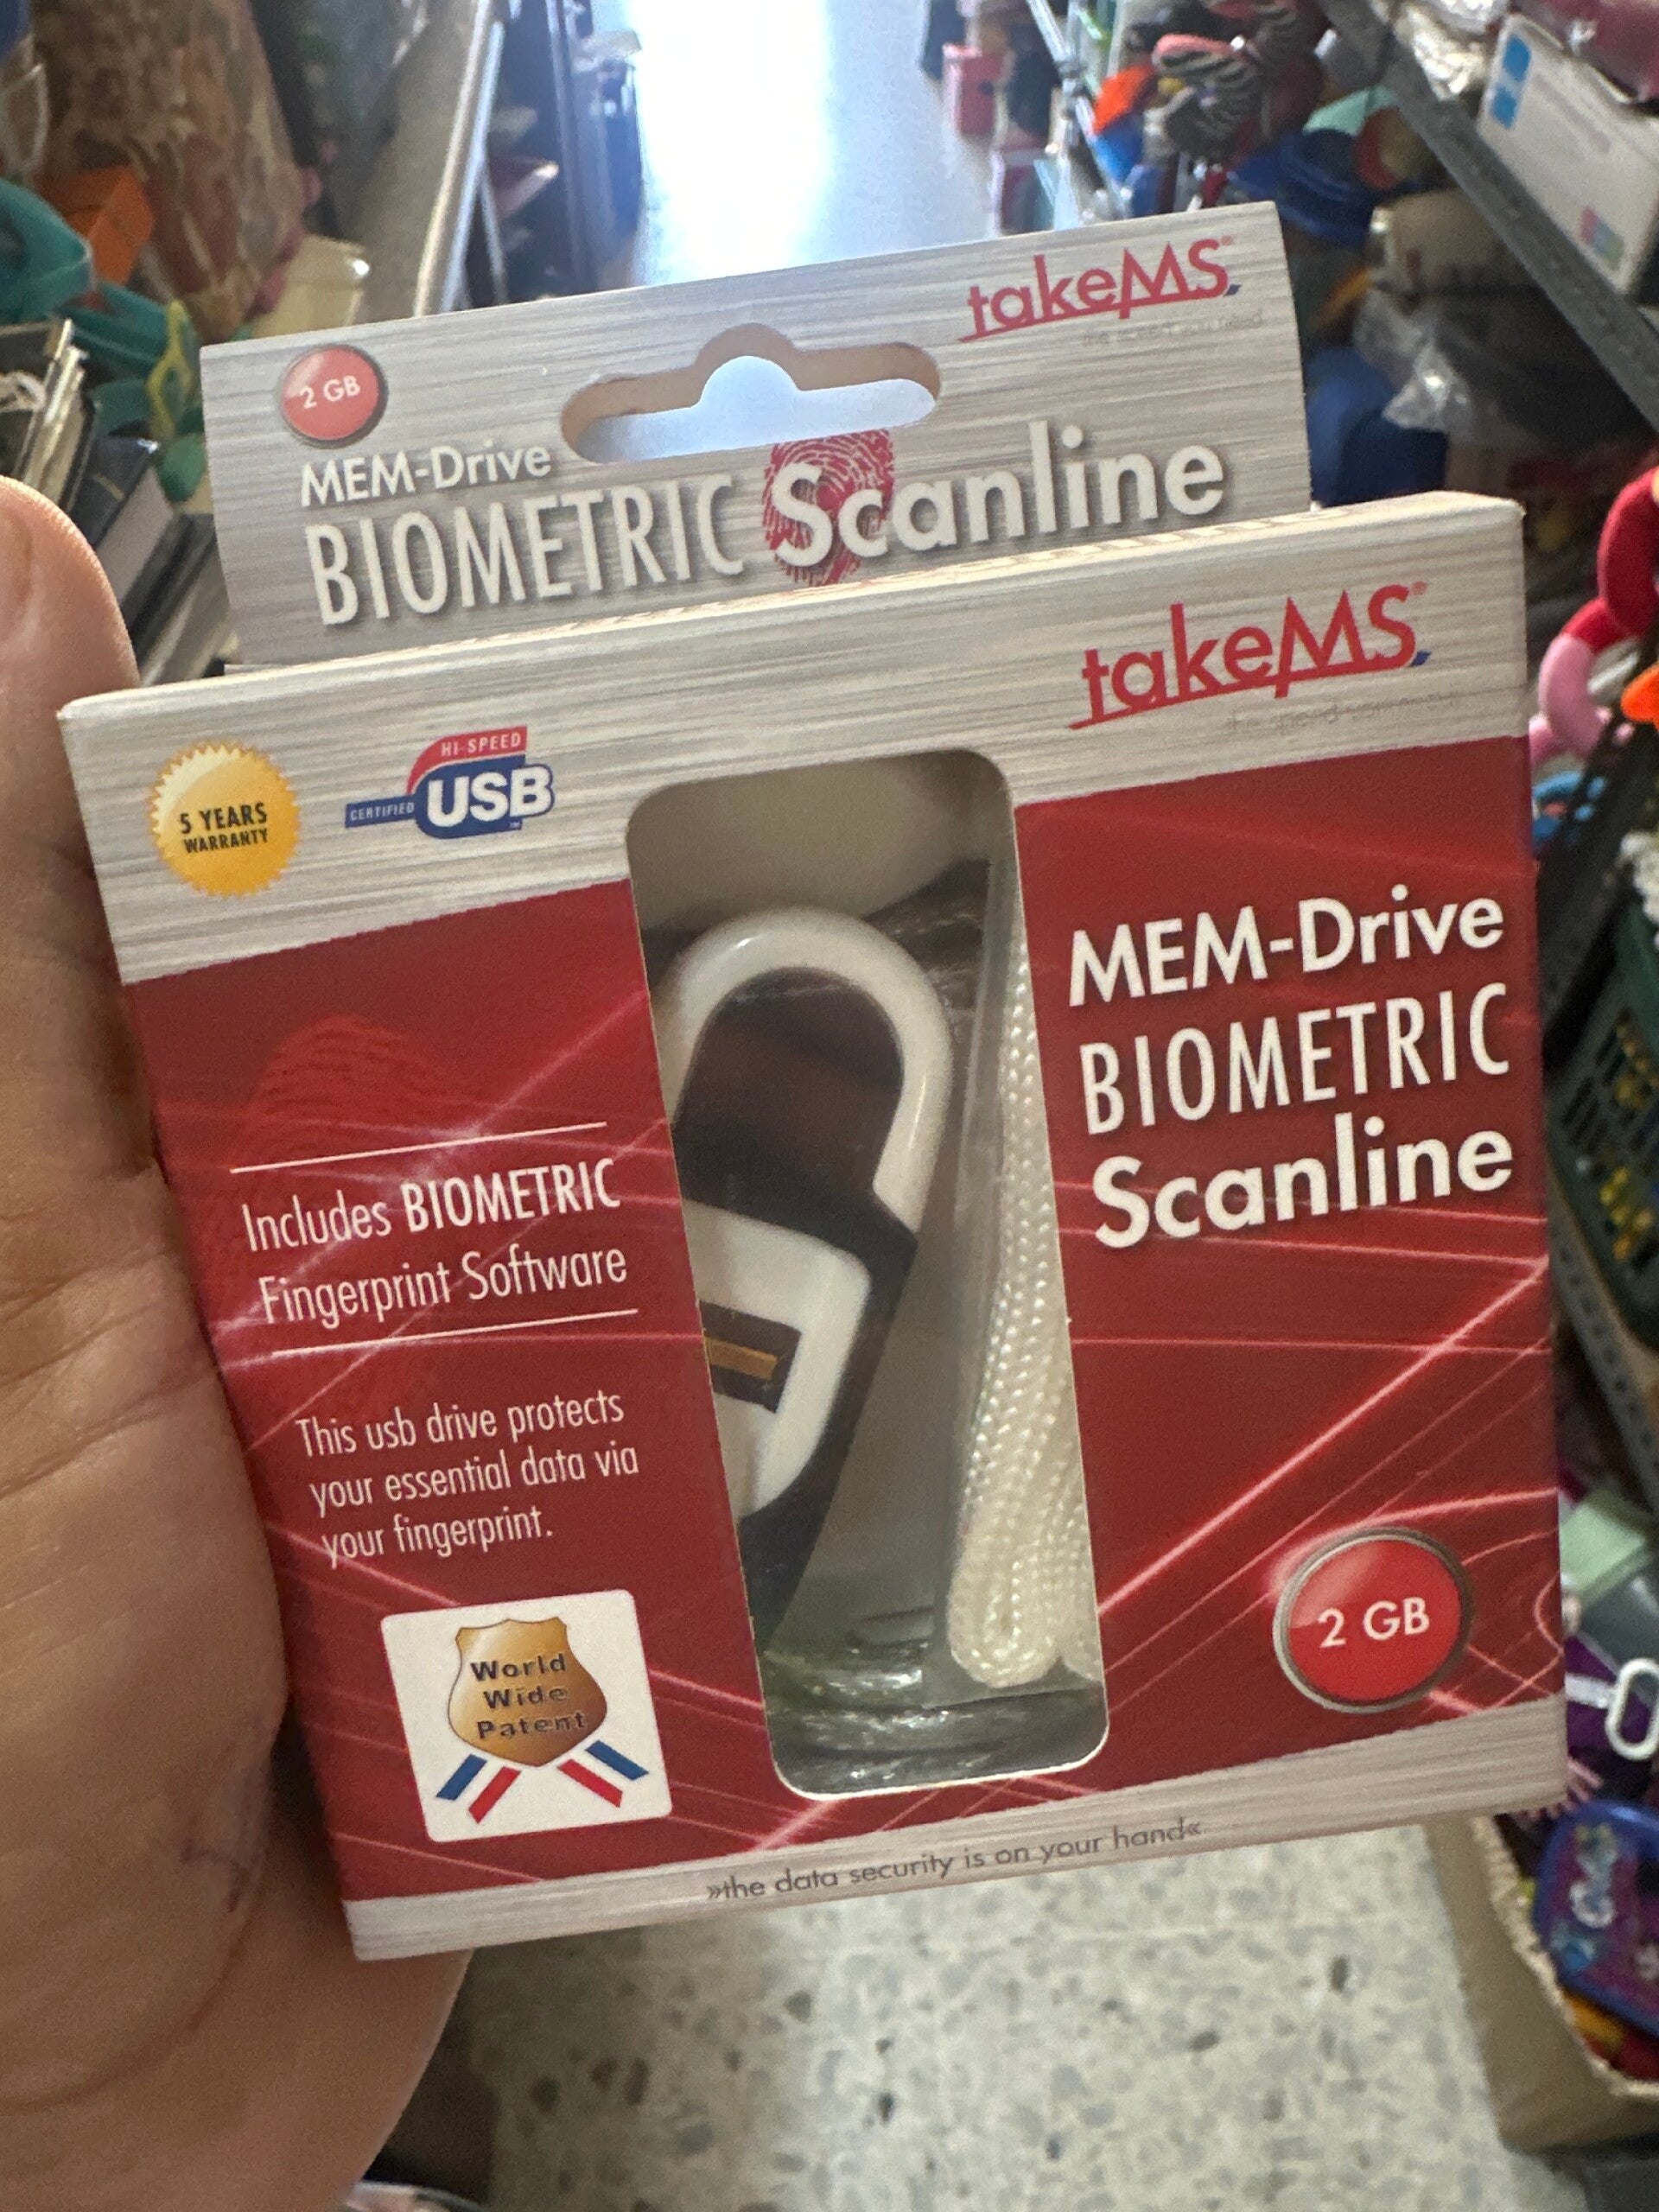 takeMS
2 GB
MEM-Drive
BIOMETRIC Scanline
takeMS
5 YEARS
WARRANTY
HI-SPEED
CERTIFIED USB
MEM-Drive
BIOMETRIC
Scanline
Includes BIOMETRIC
Fingerprint Software
This usb drive protects
your essential data via
your fingerprint.
World
Wide
Patent
2 GB
»the data security is on your hand«